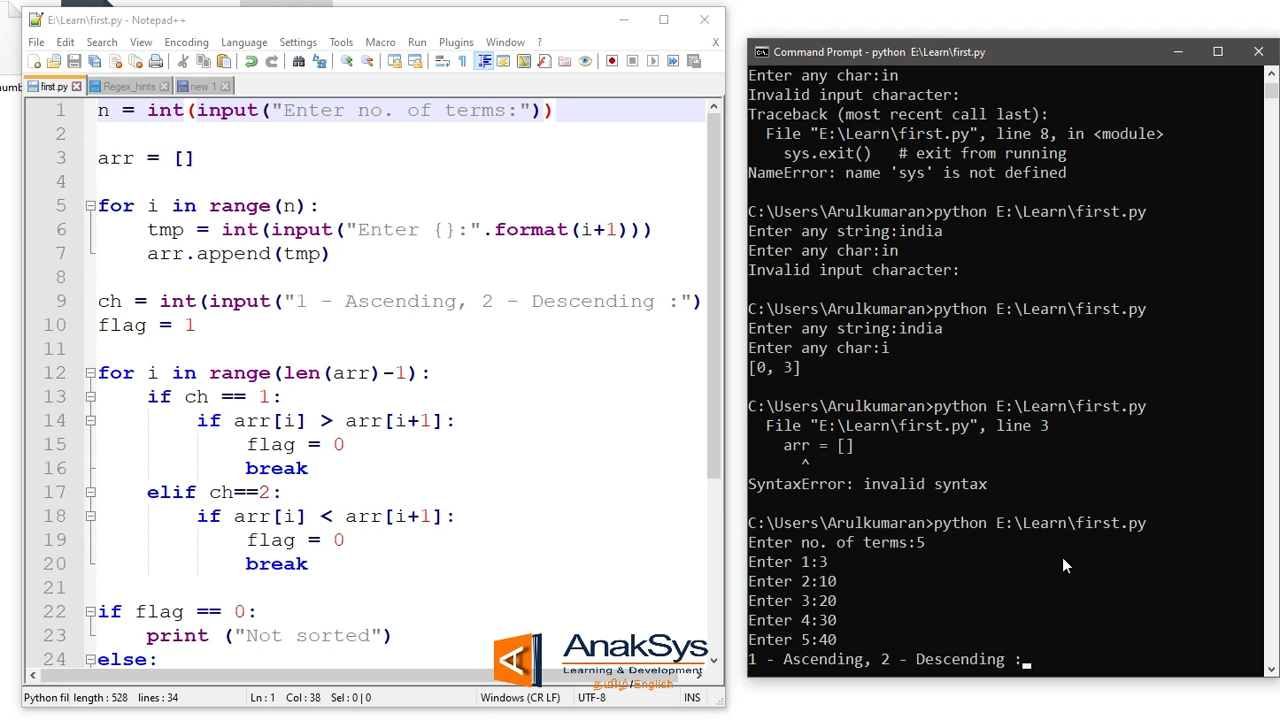 E:\Learn\first.py - Notepad++
File Edit Search View Encoding Language Settings Tools Macro Run Plugins Window ? X
first.py Regex_hints new 1
1 n = int(input("Enter no. of terms:"))
2
3 arr = []
4
5 for i in range(n):
6 tmp = int(input("Enter {}:".format(i+1)))
7 arr.append(tmp)
8
9 ch = int(input("1 - Ascending, 2 - Descending :")
10 flag = 1
11
12 for i in range(len(arr)-1):
13 if ch == 1:
14 if arr[i] > arr[i+1]:
15 flag = 0
16 break
17 elif ch==2:
18 if arr[i] < arr[i+1]:
19 flag = 0
20 break
21
22 if flag == 0:
23 print ("Not sorted")
24 else:
Python fil length : 528 lines : 34 Ln : 1 Col : 38 Sel : 0 | 0 Windows (CR LF) UTF-8 INS
AnakSys
Learning & Development
தமிழ்/English
Command Prompt - python E:\Learn\first.py
Enter any char:in
Invalid input character:
Traceback (most recent call last):
File "E:\Learn\first.py", line 8, in <module>
sys.exit() # exit from running
NameError: name 'sys' is not defined
C:\Users\Arulkumaran>python E:\Learn\first.py
Enter any string:india
Enter any char:in
Invalid input character:
C:\Users\Arulkumaran>python E:\Learn\first.py
Enter any string:india
Enter any char:i
[0, 3]
C:\Users\Arulkumaran>python E:\Learn\first.py
File "E:\Learn\first.py", line 3
arr = []
^
SyntaxError: invalid syntax
C:\Users\Arulkumaran>python E:\Learn\first.py
Enter no. of terms:5
Enter 1:3
Enter 2:10
Enter 3:20
Enter 4:30
Enter 5:40
1 - Ascending, 2 - Descending :